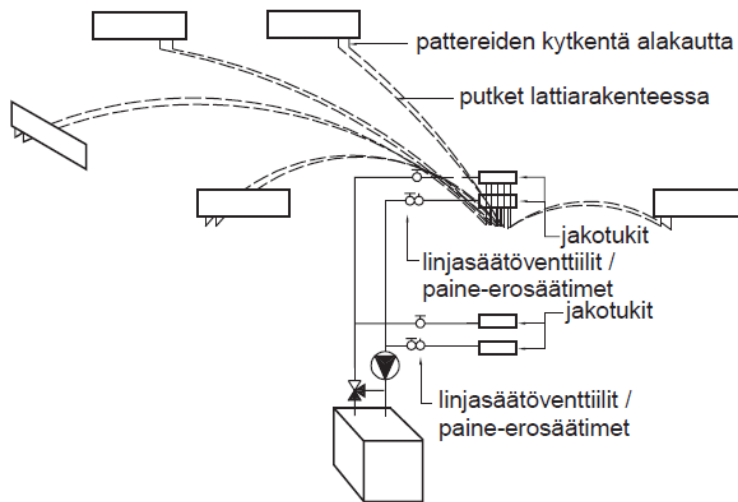 pattereiden kytkentä alakautta
putket lattiarakenteessa
jakotukit
linjasäätöventtiilit /
paine-erosäätimet
jakotukit
linjasäätöventtiilit /
paine-erosäätimet